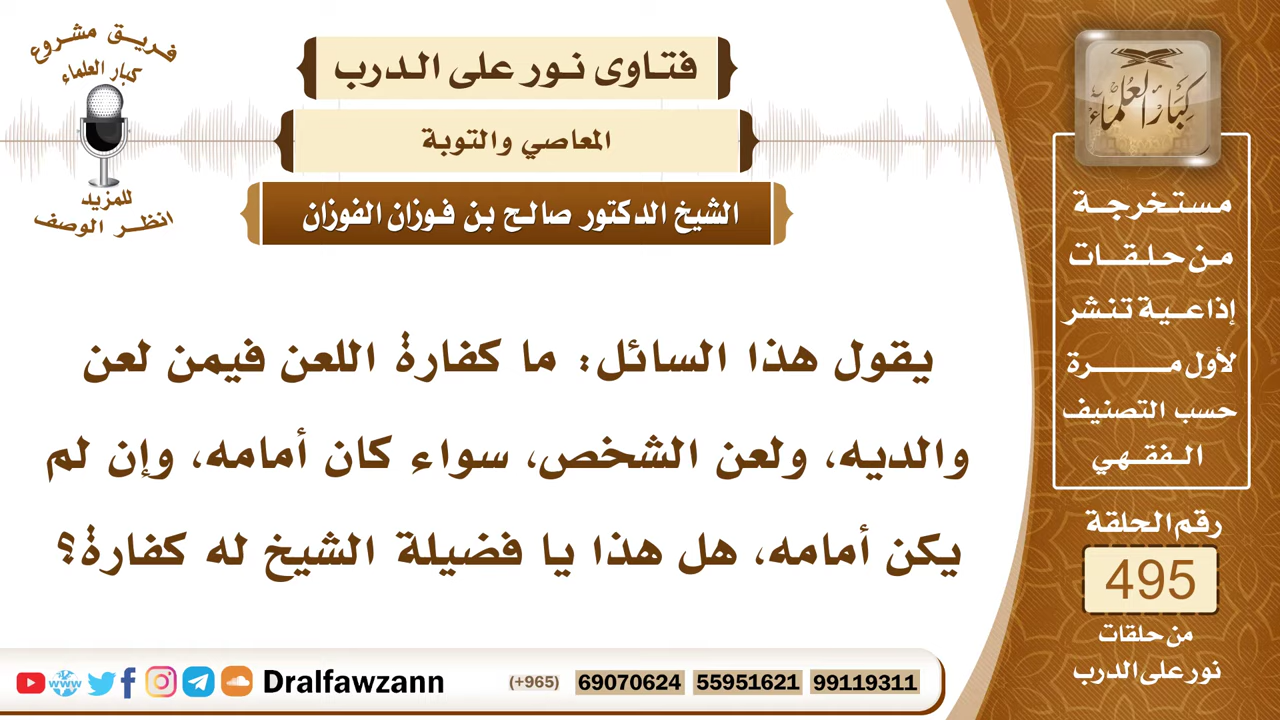 فريق مشروع
كبار العلماء
للمزيد
انظر الوصف
فتاوى نور على الدرب
المعاصي والتوبة
الشيخ الدكتور صالح بن فوزان الفوزان
يقول هذا السائل: ما كفارة اللعن فيمن لعن
والديه، ولعن الشخص، سواء كان أمامه، وإن لم
يكن أمامه، هل هذا يا فضيلة الشيخ له كفارة؟
كبار العلماء
مستخرجة
من حلقات
إذاعية تنشر
لأول مرة
حسب التصنيف
الفقهي
رقم الحلقة
495
من حلقات
نور على الدرب
www Dralfawzann (+965) 69070624 55951621 99119311